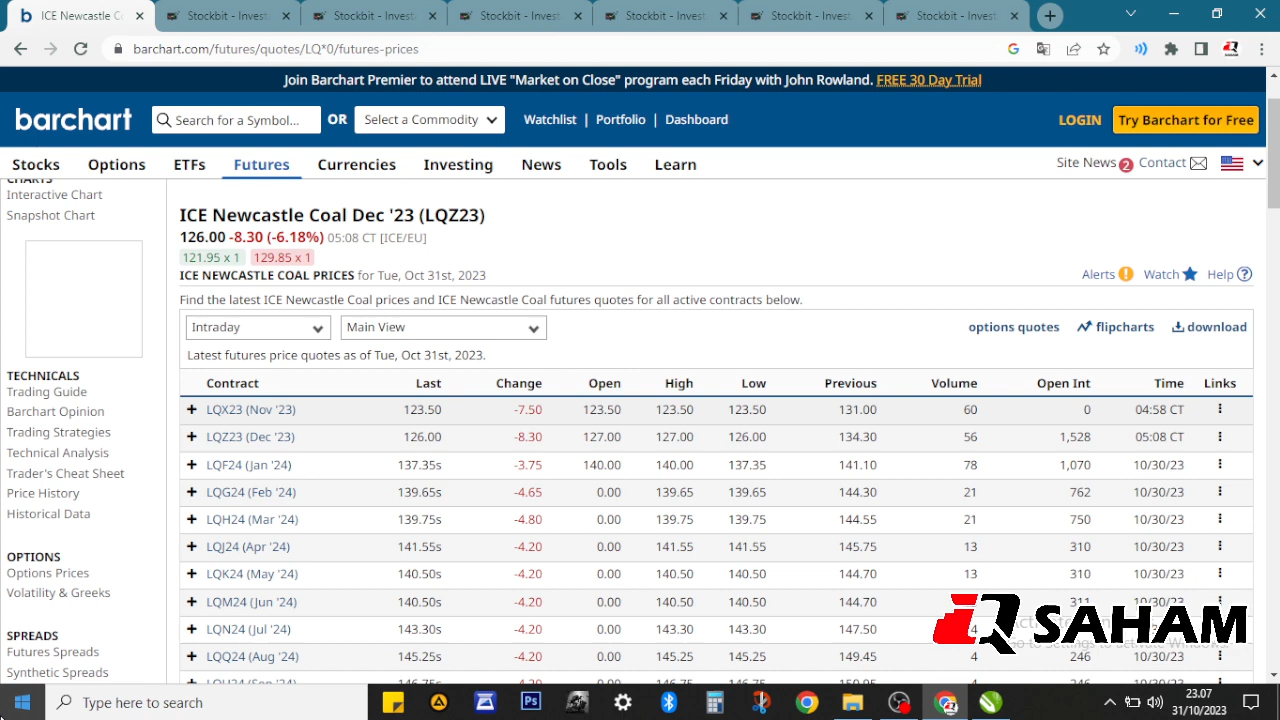 ICE Newcastle Co
Stockbit - Invest
Stockbit - Invest
Stockbit - Invest
Stockbit - Invest
Stockbit - Invest
Stockbit - Invest
barchart.com/futures/quotes/LQ*0/futures-prices
Join Barchart Premier to attend LIVE "Market on Close" program each Friday with John Rowland. FREE 30 Day Trial
barchart
Search for a Symbol...
OR
Select a Commodity
Watchlist | Portfolio | Dashboard
LOGIN
Try Barchart for Free
Stocks Options ETFs Futures Currencies Investing News Tools Learn
Site News 2 Contact
CHARTS
Interactive Chart
Snapshot Chart
TECHNICALS
Trading Guide
Barchart Opinion
Trading Strategies
Technical Analysis
Trader's Cheat Sheet
Price History
Historical Data
OPTIONS
Options Prices
Volatility & Greeks
SPREADS
Futures Spreads
Synthetic Spreads
ICE Newcastle Coal Dec '23 (LQZ23)
126.00 -8.30 (-6.18%) 05:08 CT [ICE/EU]
121.95 x 1 129.85 x 1
ICE NEWCASTLE COAL PRICES for Tue, Oct 31st, 2023
Alerts ! Watch Help ?
Find the latest ICE Newcastle Coal prices and ICE Newcastle Coal futures quotes for all active contracts below.
Intraday
Main View
options quotes flipcharts download
Latest futures price quotes as of Tue, Oct 31st, 2023.
Contract Last Change Open High Low Previous Volume Open Int Time Links
+ LQX23 (Nov '23) 123.50 -7.50 123.50 123.50 123.50 131.00 60 0 04:58 CT
+ LQZ23 (Dec '23) 126.00 -8.30 127.00 127.00 126.00 134.30 56 1,528 05:08 CT
+ LQF24 (Jan '24) 137.35s -3.75 140.00 140.00 137.35 141.10 78 1,070 10/30/23
+ LQG24 (Feb '24) 139.65s -4.65 0.00 139.65 139.65 144.30 21 762 10/30/23
+ LQH24 (Mar '24) 139.75s -4.80 0.00 139.75 139.75 144.55 21 750 10/30/23
+ LQJ24 (Apr '24) 141.55s -4.20 0.00 141.55 141.55 145.75 13 310 10/30/23
+ LQK24 (May '24) 140.50s -4.20 0.00 140.50 140.50 144.70 13 310 10/30/23
+ LQM24 (Jun '24) 140.50s -4.20 0.00 140.50 140.50 144.70 311 10/30/23
+ LQN24 (Jul '24) 143.30s -4.20 0.00 143.30 143.30 147.50 4
+ LQQ24 (Aug '24) 145.25s -4.20 0.00 145.25 145.25 149.45 4 246 10/30/23
IQ SAHAM
Go to Settings to activate Windows.
Type here to search
Ps
23.07
31/10/2023